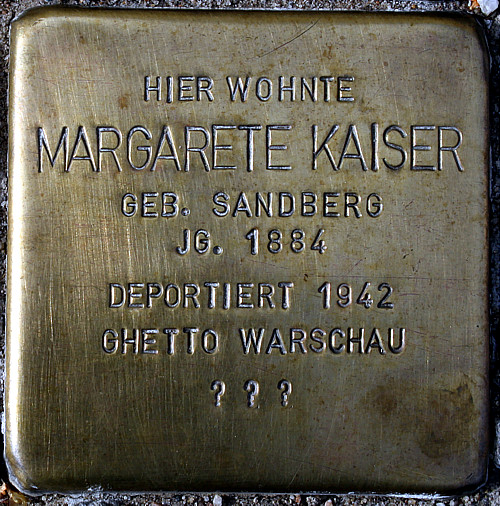 HIER WOHNTE
MARGARETE KAISER
GEB. SANDBERG
JG. 1884
DEPORTIERT 1942
GHETTO WARSCHAU
? ? ?